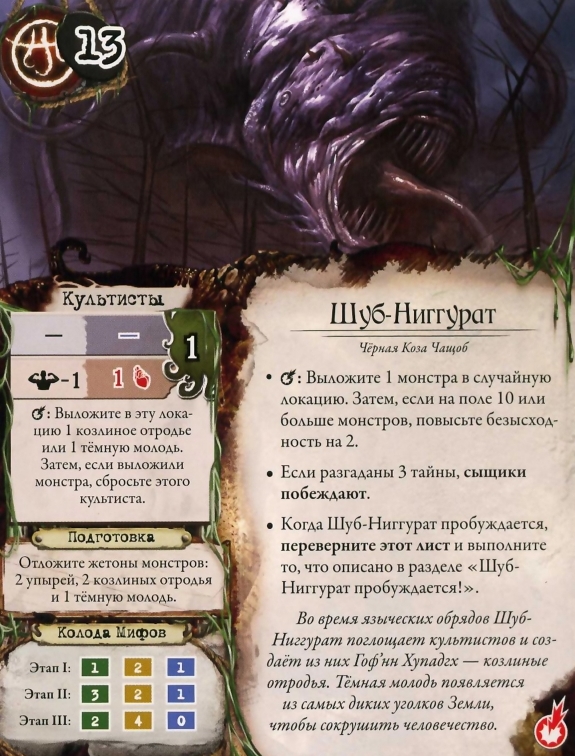 13
Культисты
— —
1
-1 1
: Выложите в эту лока-
цию 1 козлиное отродье
или 1 тёмную молодь.
Затем, если выложили
монстра, сбросьте этого
культиста.
Подготовка
Отложите жетоны монстров:
2 упырей, 2 козлиных отродья
и 1 тёмную молодь.
Колода Мифов
Этап I: 1 2 1
Этап II: 3 2 1
Этап III: 2 4 0
Шуб-Ниггурат
Чёрная Коза Чащоб
• : Выложите 1 монстра в случайную
локацию. Затем, если на поле 10 или
больше монстров, повысьте безысход-
ность на 2.
• Если разгаданы 3 тайны, сыщики
побеждают.
• Когда Шуб-Ниггурат пробуждается,
переверните этот лист и выполните
то, что описано в разделе «Шуб-
Ниггурат пробуждается!».
Во время языческих обрядов Шуб-
Ниггурат поглощает культистов и соз-
даёт из них Гоф'нн Хупадгх — козлиные
отродья. Тёмная молодь появляется
из самых диких уголков Земли,
чтобы сокрушить человечество.